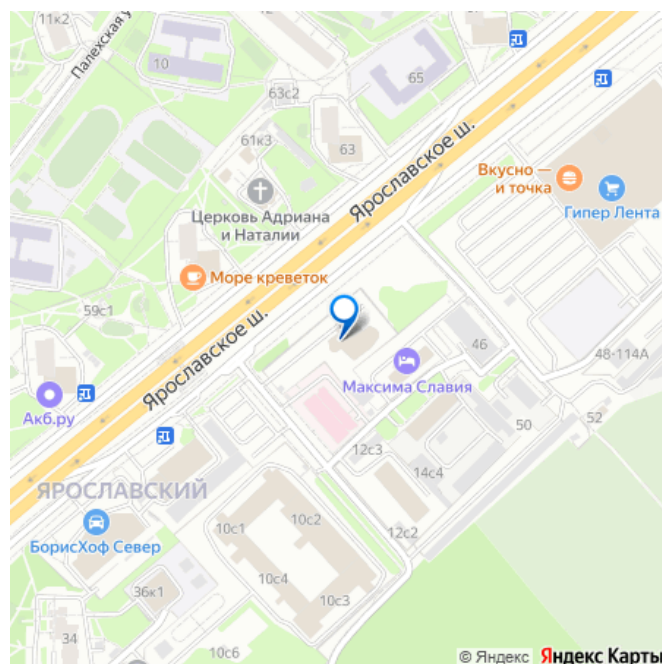 11к2
Палехская у
10
63с2
65
61к3
63
Ярославское ш.
Вкусно —
и точка
Гипер Лента
Церковь Адриана
и Наталии
Море креветок
59с1
Ярославское ш.
46
48-114А
Максима Славия
Акб.ру
52
50
12с3
14с4
ЯРОСЛАВСКИЙ
10с1
10с2
12с2
БорисХоф Север
10с4
36к1
10с3
34
10с6
© Яндекс Яндекс Карты